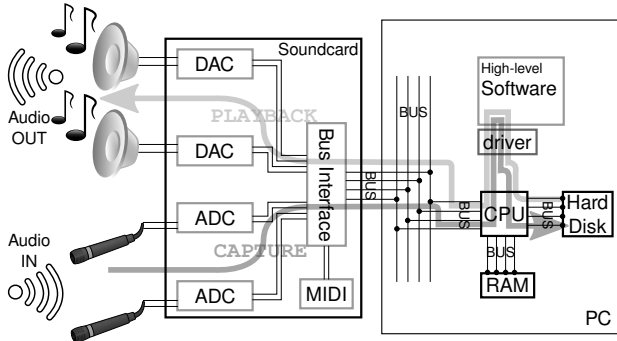 Soundcard
DAC
High-level
Software
BUS
Audio
OUT
PLAYBACK
driver
DAC
Bus Interface
BUS
BUS
CPU
BUS
Hard
Disk
ADC
Audio
IN
CAPTURE
BUS
MIDI
RAM
ADC
PC